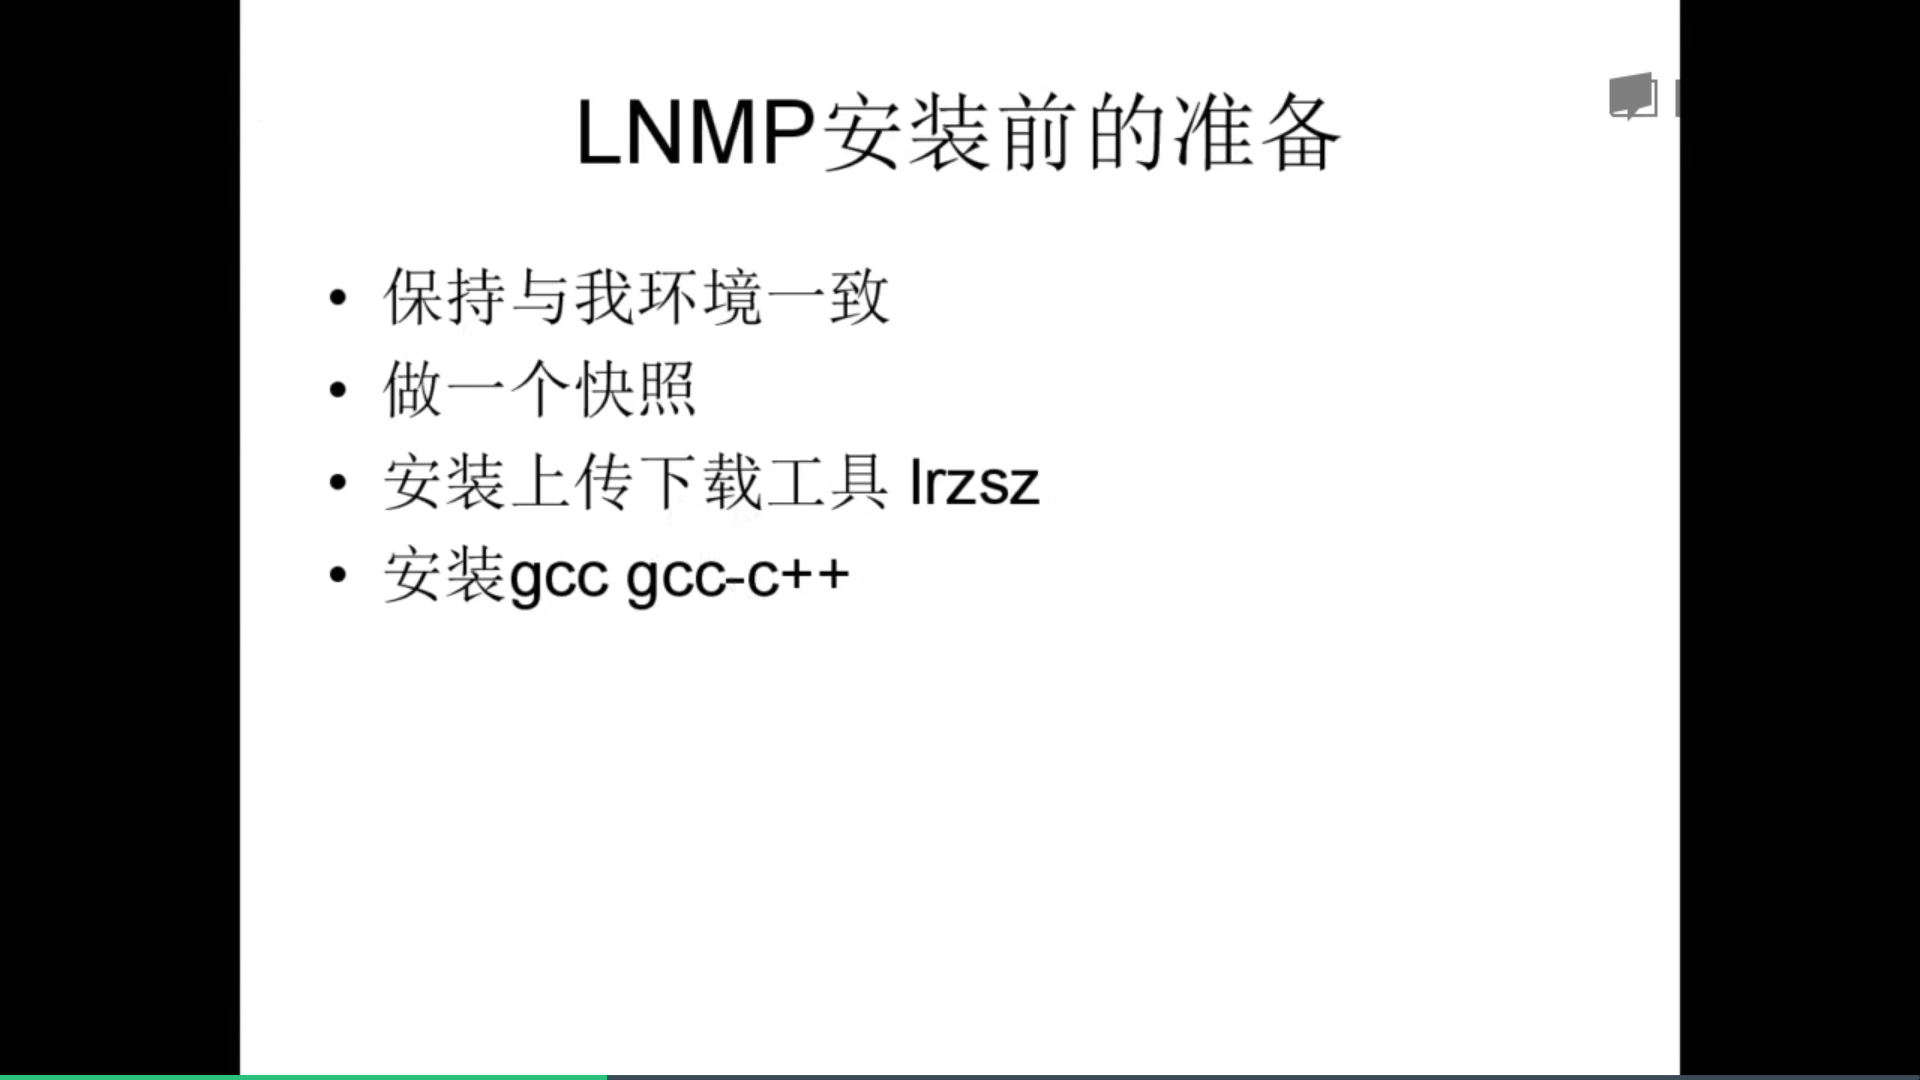 LNMP安装前的准备
• 保持与我环境一致
• 做一个快照
• 安装上传下载工具 lrzsz
• 安装gcc gcc-c++